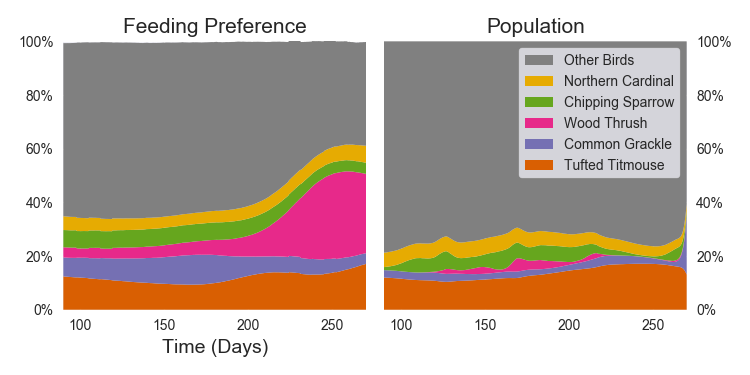 Feeding Preference
Population
100%
80%
60%
40%
20%
0%
100
150
200
250
Time (Days)
Other Birds
Northern Cardinal
Chipping Sparrow
Wood Thrush
Common Grackle
Tufted Titmouse
100%
80%
60%
40%
20%
0%
100
150
200
250